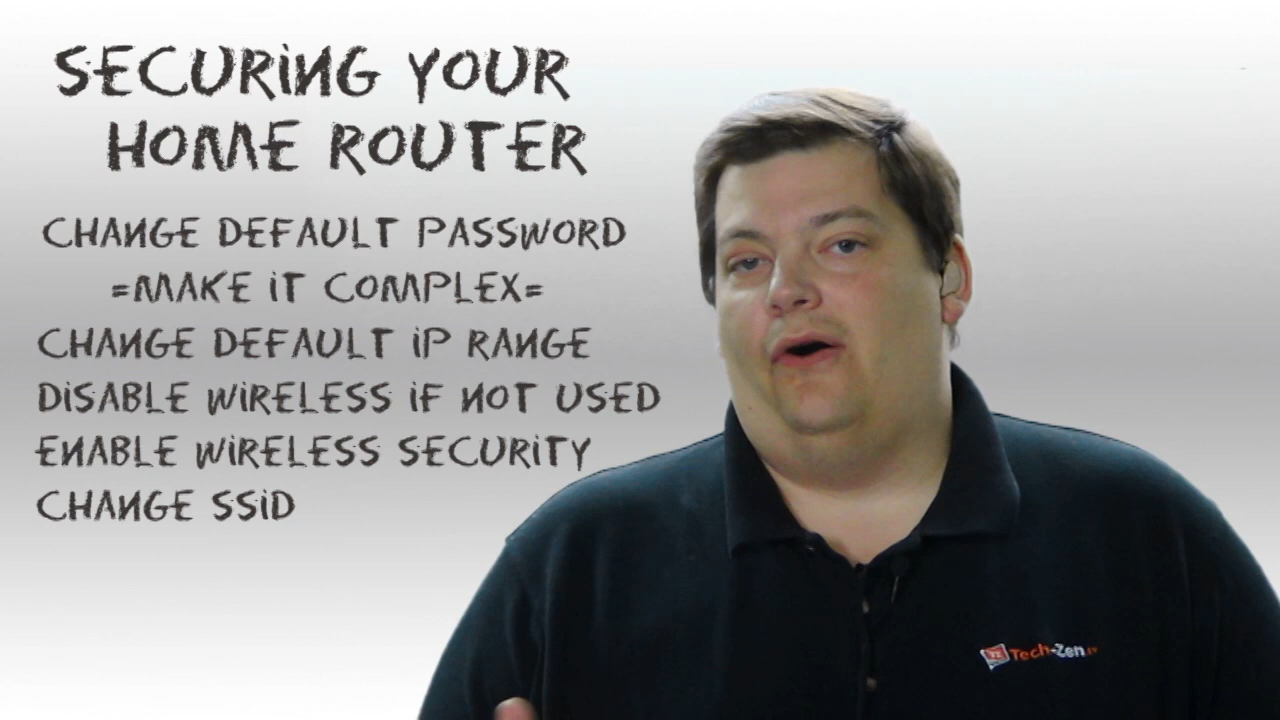 SECURING YOUR
HOME ROUTER
CHANGE DEFAULT PASSWORD
=MAKE IT COMPLEX=
CHANGE DEFAULT IP RANGE
DISABLE WIRELESS IF NOT USED
ENABLE WIRELESS SECURITY
CHANGE SSID
Tech-Zen.tv